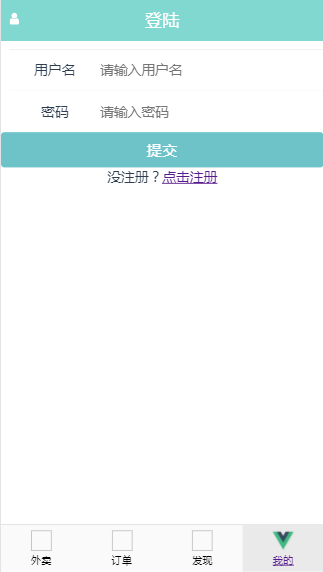 登陆
用户名 请输入用户名
密码 请输入密码
提交
没注册？点击注册
外卖 订单 发现 我的